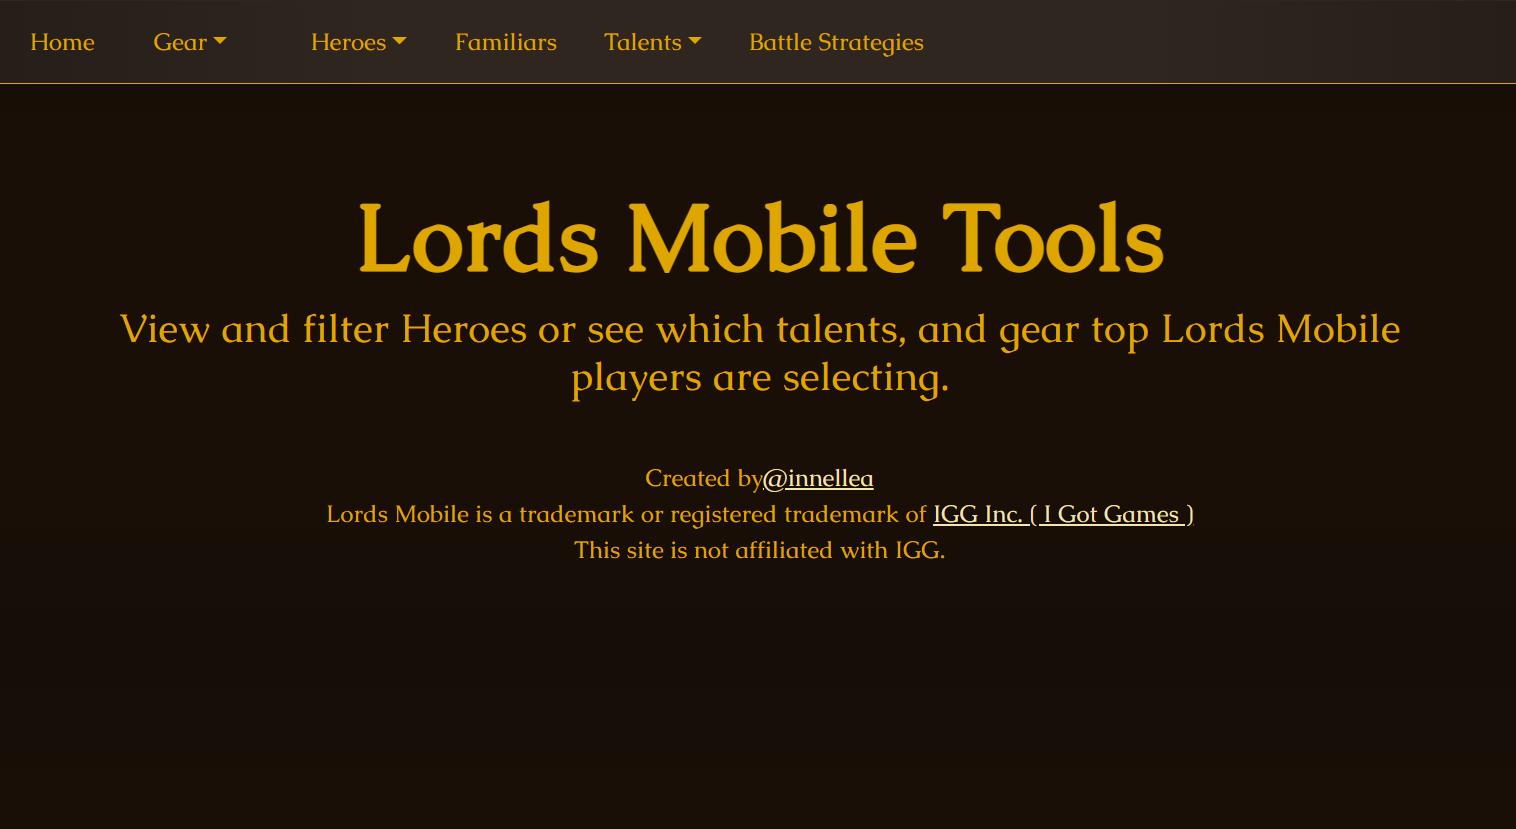 Home Gear Heroes Familiars Talents Battle Strategies
Lords Mobile Tools
View and filter Heroes or see which talents, and gear top Lords Mobile
players are selecting.
Created by@innellea
Lords Mobile is a trademark or registered trademark of IGG Inc. ( I Got Games )
This site is not affiliated with IGG.